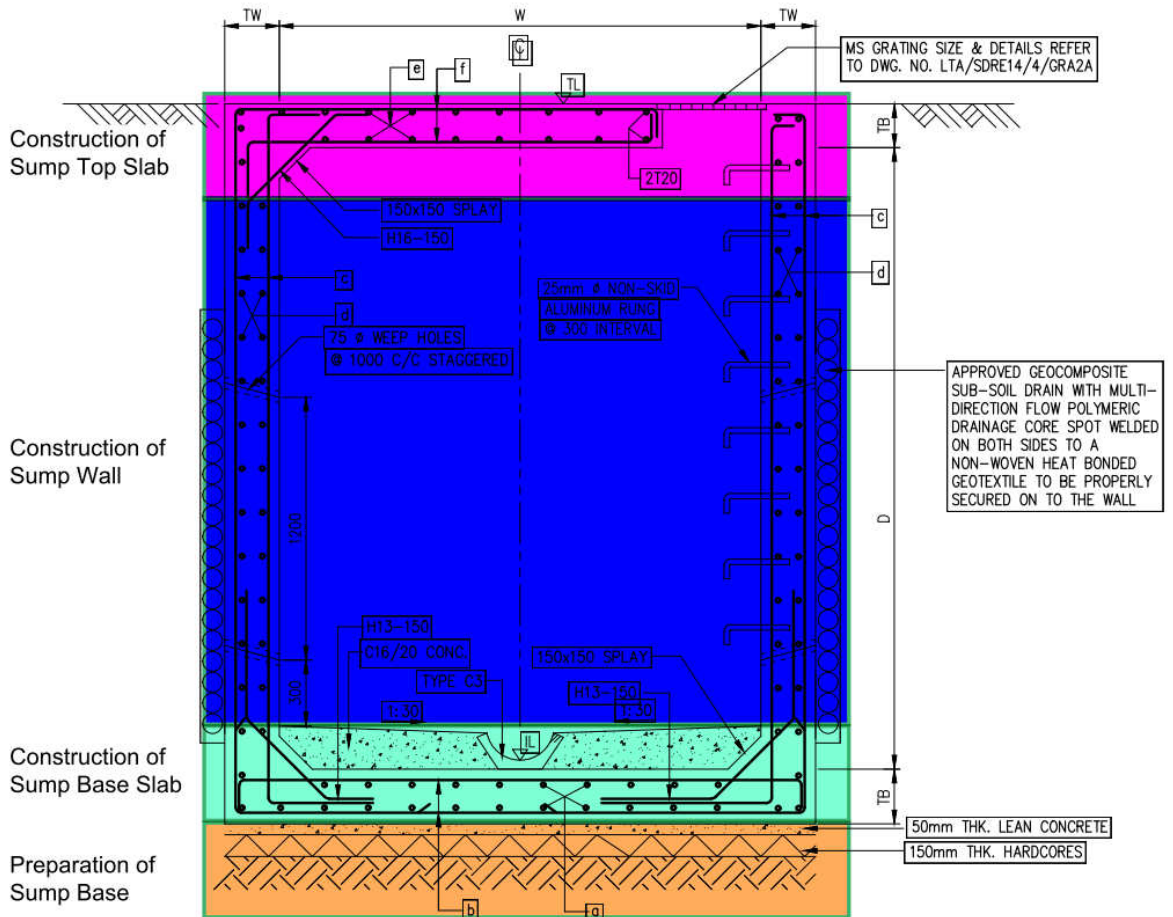 TW
W
TW
MS GRATING SIZE & DETAILS REFER
TO DWG. NO. LTA/SDRE14/4/GRA2A
e
f
TL
TB
Construction of
Sump Top Slab
2T20
150x150 SPLAY
H16-150
c
c
d
d
25mm ϕ NON-SKID
ALUMINUM RUNG
@ 300 INTERVAL
75 ϕ WEEP HOLES
@ 1000 C/C STAGGERED
APPROVED GEOCOMPOSITE
SUB-SOIL DRAIN WITH MULTI-
DIRECTION FLOW POLYMERIC
DRAINAGE CORE SPOT WELDED
ON BOTH SIDES TO A
NON-WOVEN HEAT BONDED
GEOTEXTILE TO BE PROPERLY
SECURED ON TO THE WALL
Construction of
Sump Wall
1200
D
H13-150
C16/20 CONC.
TYPE C3
150x150 SPLAY
H13-150
300
1:30
1:30
IL
Construction of
Sump Base Slab
TB
50mm THK. LEAN CONCRETE
150mm THK. HARDCORES
Preparation of
Sump Base
b
a